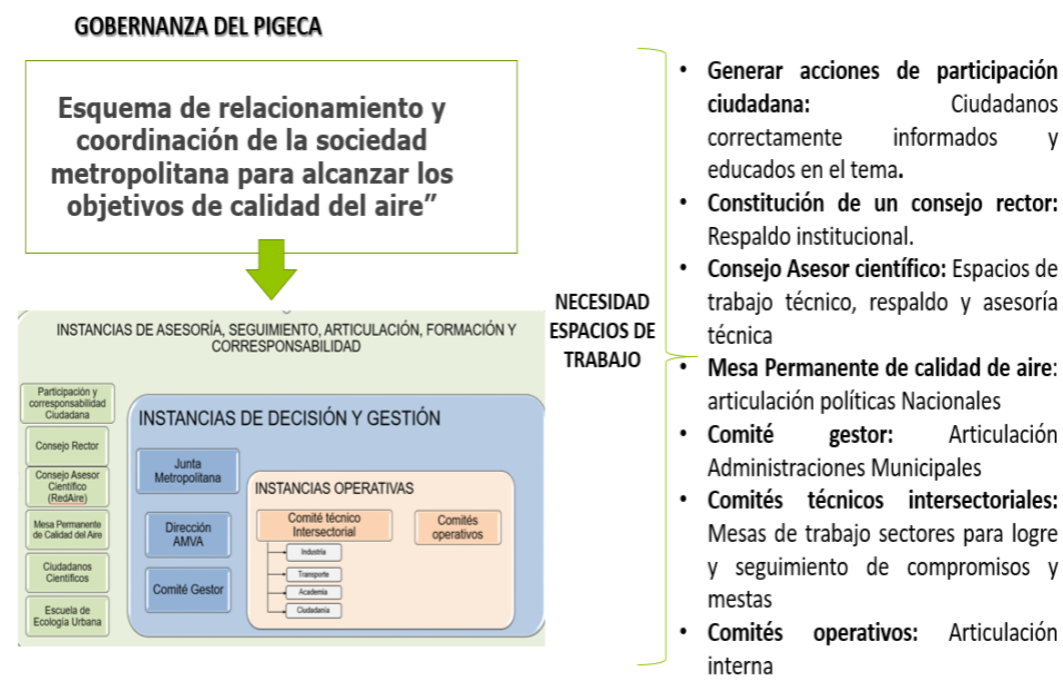 GOBERNANZA DEL PIGECA
Esquema de relacionamiento y
coordinación de la sociedad
metropolitana para alcanzar los
objetivos de calidad del aire”
INSTANCIAS DE ASESORÍA, SEGUIMIENTO, ARTICULACIÓN, FORMACIÓN Y
CORRESPONSABILIDAD
Participación y
corresponsabilidad
Ciudadana
Consejo Rector
Consejo Asesor
Científico
(RedAire)
Mesa Permanente
de Calidad del Aire
Ciudadanos
Científicos
Escuela de
Ecología Urbana
INSTANCIAS DE DECISIÓN Y GESTIÓN
Junta
Metropolitana
Dirección
AMVA
Comité Gestor
INSTANCIAS OPERATIVAS
Comité técnico
Intersectorial
Industria
Transporte
Academia
Ciudadanía
Comités
operativos
NECESIDAD
ESPACIOS DE
TRABAJO
• Generar acciones de participación
ciudadana: Ciudadanos
correctamente informados y
educados en el tema.
• Constitución de un consejo rector:
Respaldo institucional.
• Consejo Asesor científico: Espacios de
trabajo técnico, respaldo y asesoría
técnica
• Mesa Permanente de calidad de aire:
articulación políticas Nacionales
• Comité gestor: Articulación
Administraciones Municipales
• Comités técnicos intersectoriales:
Mesas de trabajo sectores para logre
y seguimiento de compromisos y
mestas
• Comités operativos: Articulación
interna